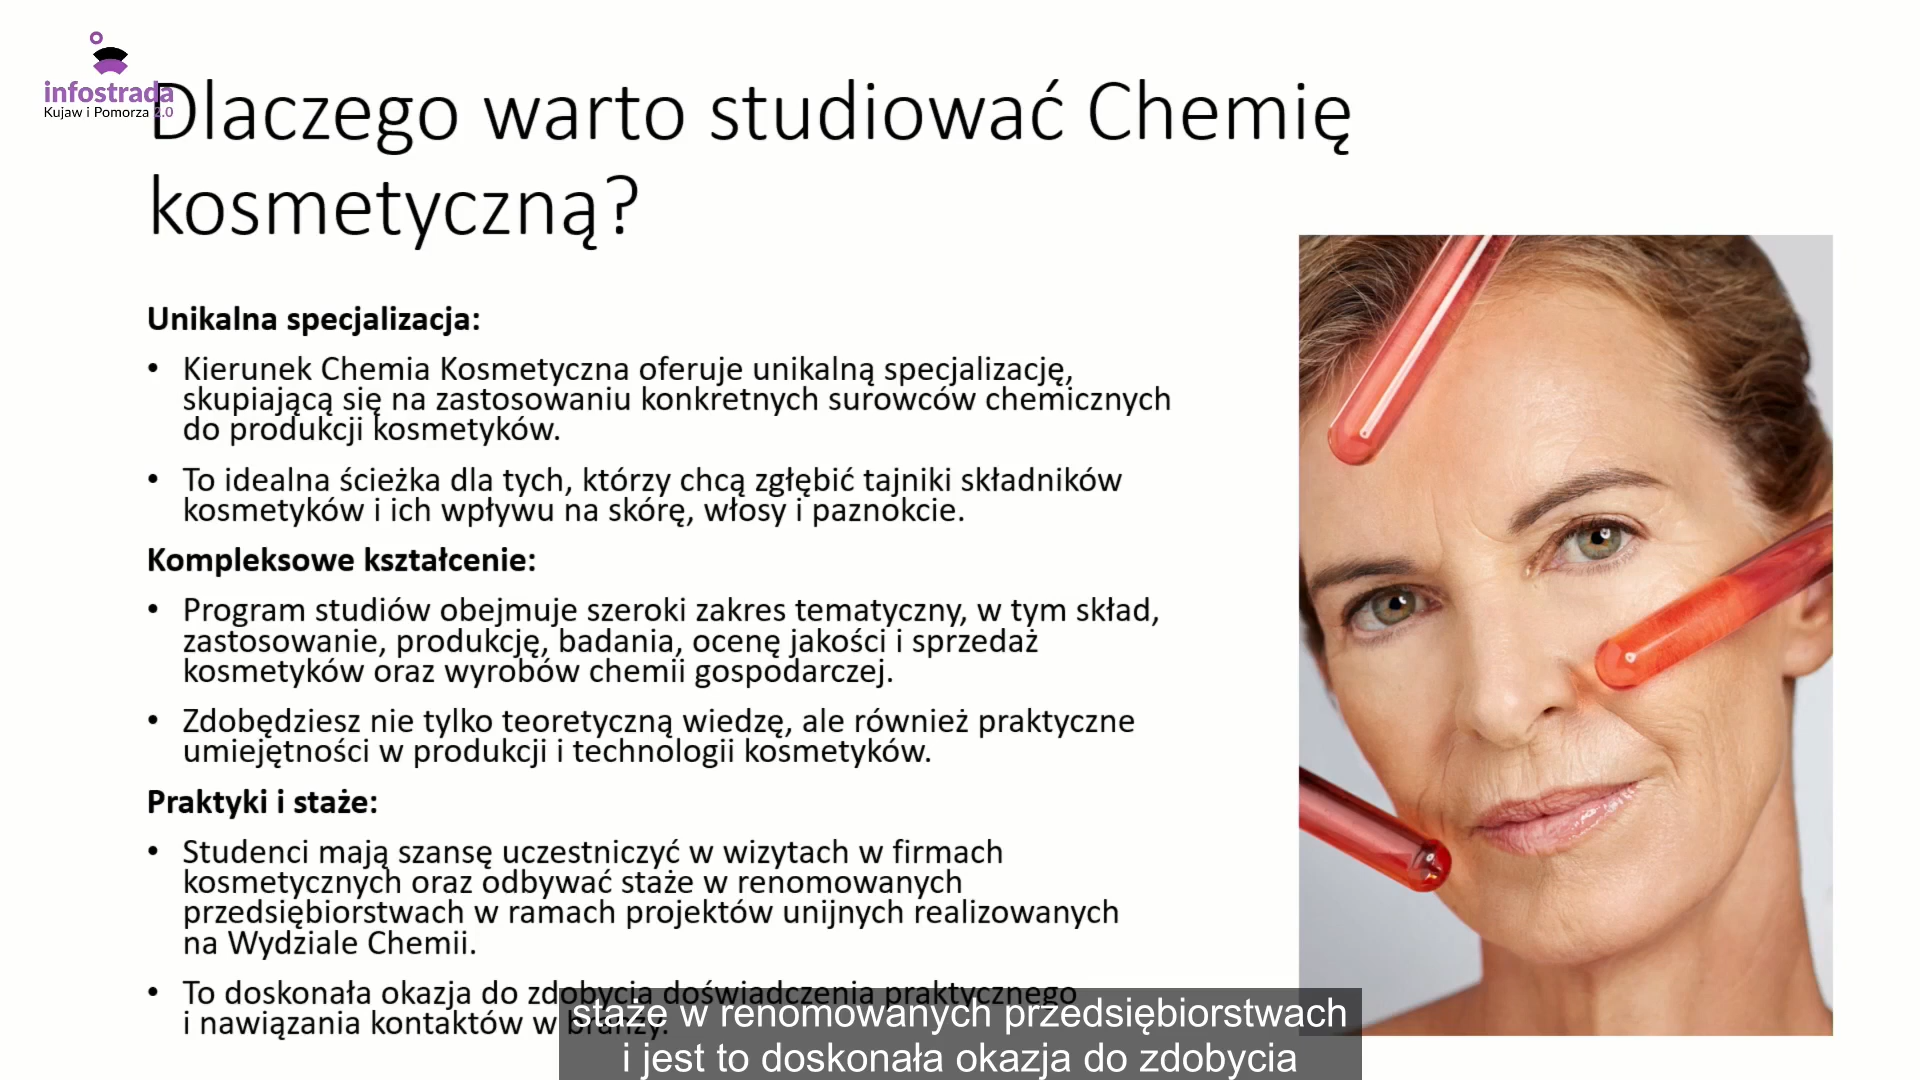 infostrada
Kujaw i Pomorza 2.0
Dlaczego warto studiować Chemię
kosmetyczną?
Unikalna specjalizacja:
• Kierunek Chemia Kosmetyczna oferuje unikalną specjalizację,
skupiającą się na zastosowaniu konkretnych surowców chemicznych
do produkcji kosmetyków.
• To idealna ścieżka dla tych, którzy chcą zgłębić tajniki składników
kosmetyków i ich wpływu na skórę, włosy i paznokcie.
Kompleksowe kształcenie:
• Program studiów obejmuje szeroki zakres tematyczny, w tym skład,
zastosowanie, produkcję, badania, ocenę jakości i sprzedaż
kosmetyków oraz wyrobów chemii gospodarczej.
• Zdobędziesz nie tylko teoretyczną wiedzę, ale również praktyczne
umiejętności w produkcji i technologii kosmetyków.
Praktyki i staże:
• Studenci mają szansę uczestniczyć w wizytach w firmach
kosmetycznych oraz odbywać staże w renomowanych
przedsiębiorstwach w ramach projektów unijnych realizowanych
na Wydziale Chemii.
• To doskonała okazja do zdobycia doświadczenia praktycznego
i nawiązania kontaktów w branży.
staże w renomowanych przedsiębiorstwach
i jest to doskonała okazja do zdobycia